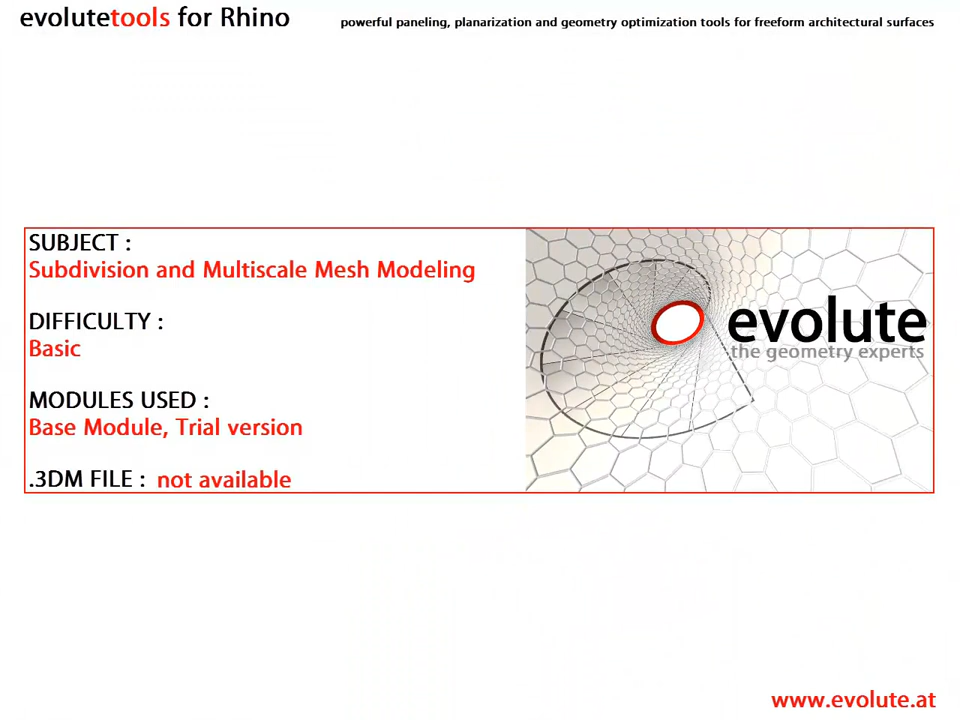 evolutetools for Rhino
powerful paneling, planarization and geometry optimization tools for freeform architectural surfaces
SUBJECT :
Subdivision and Multiscale Mesh Modeling
DIFFICULTY :
Basic
MODULES USED :
Base Module, Trial version
.3DM FILE : not available
evolute
the geometry experts
www.evolute.at